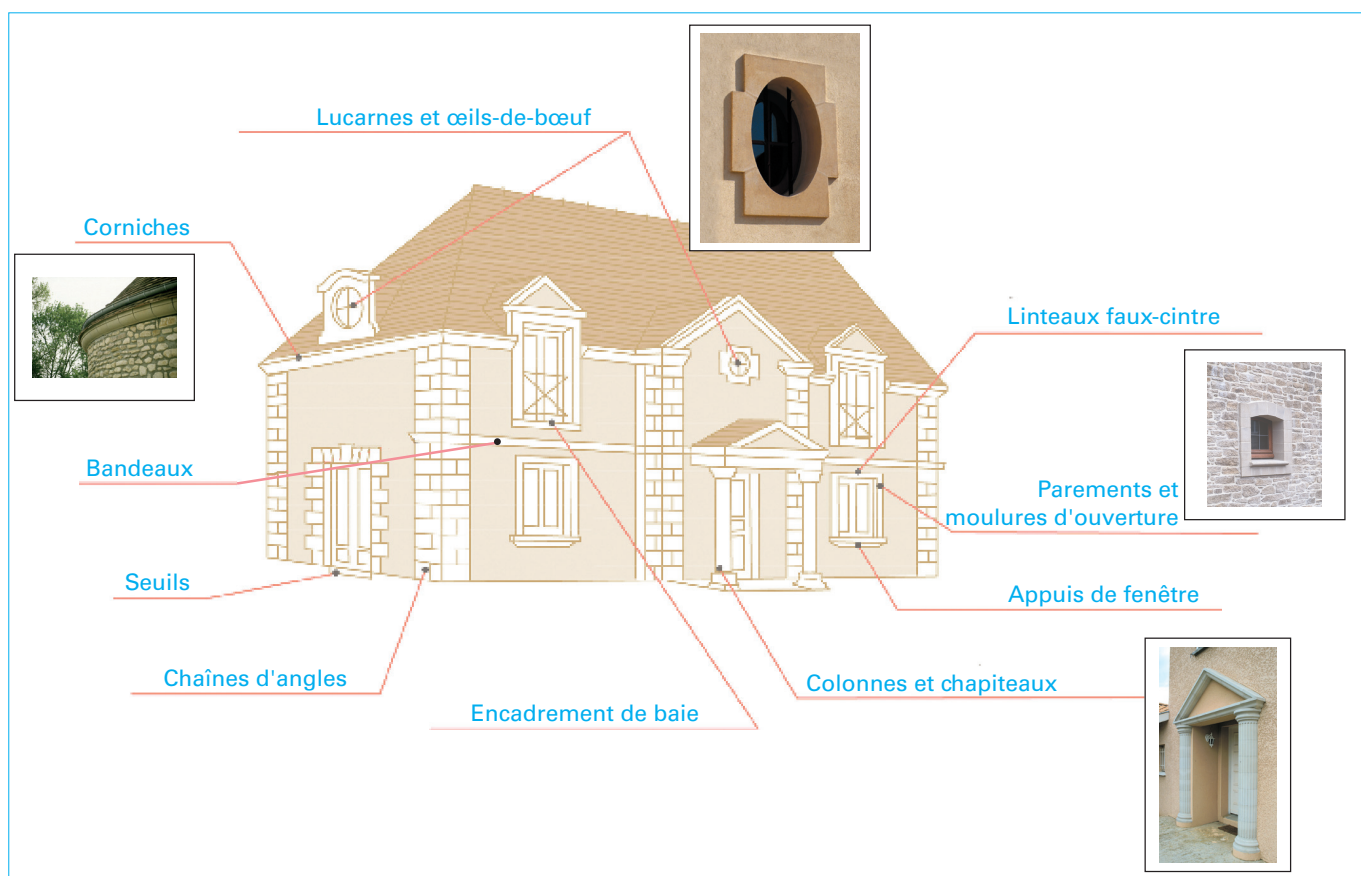 Lucarnes et œils-de-bœuf
Corniches
Linteaux faux-cintre
Bandeaux
Parements et
moulures d'ouverture
Seuils
Appuis de fenêtre
Chaînes d'angles
Colonnes et chapiteaux
Encadrement de baie